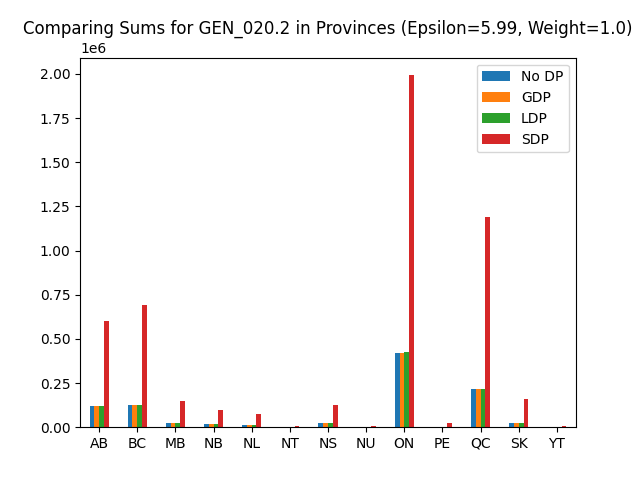 Comparing Sums for GEN_020.2 in Provinces (Epsilon=5.99, Weight=1.0)
1e6
2.00
1.75
1.50
1.25
1.00
0.75
0.50
0.25
0.00
No DP
GDP
LDP
SDP
AB BC MB NB NL NT NS NU ON PE QC SK YT